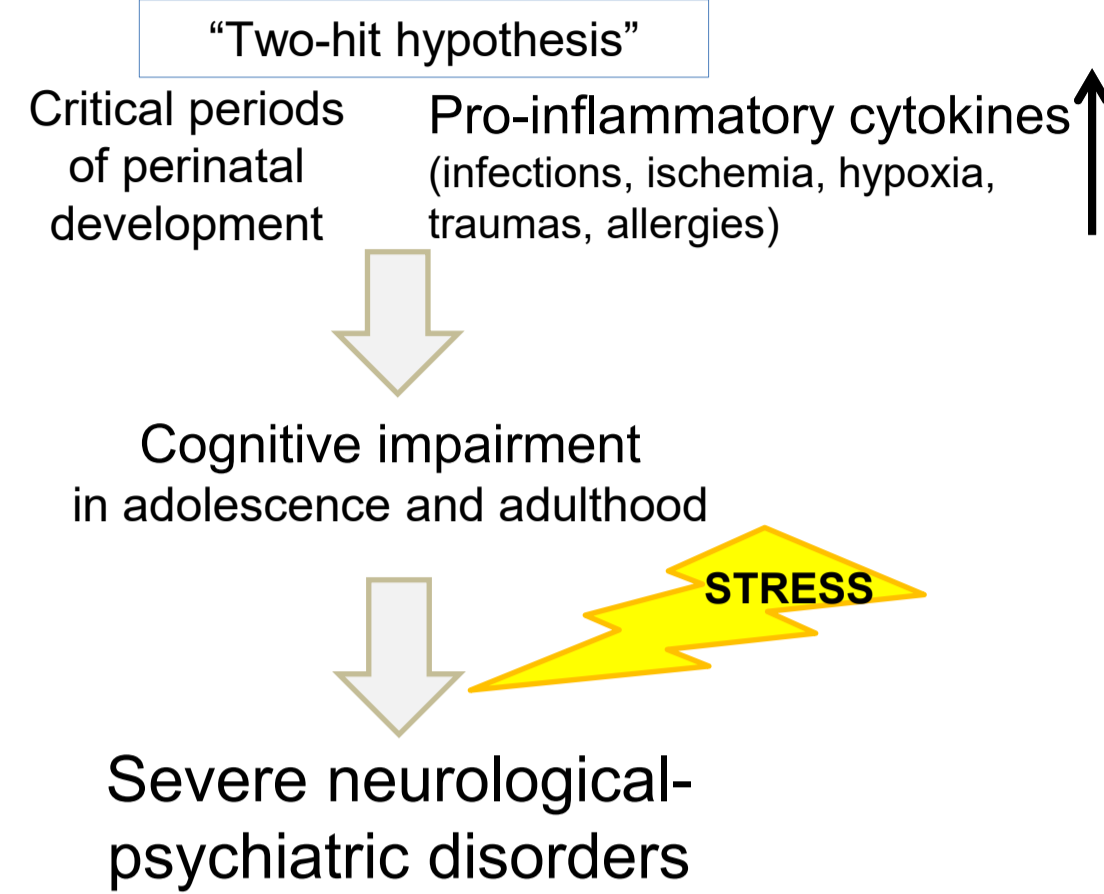 “Two-hit hypothesis”
Critical periods
of perinatal
development
Pro-inflammatory cytokines
(infections, ischemia, hypoxia,
traumas, allergies)
Cognitive impairment
in adolescence and adulthood
STRESS
Severe neurological-
psychiatric disorders